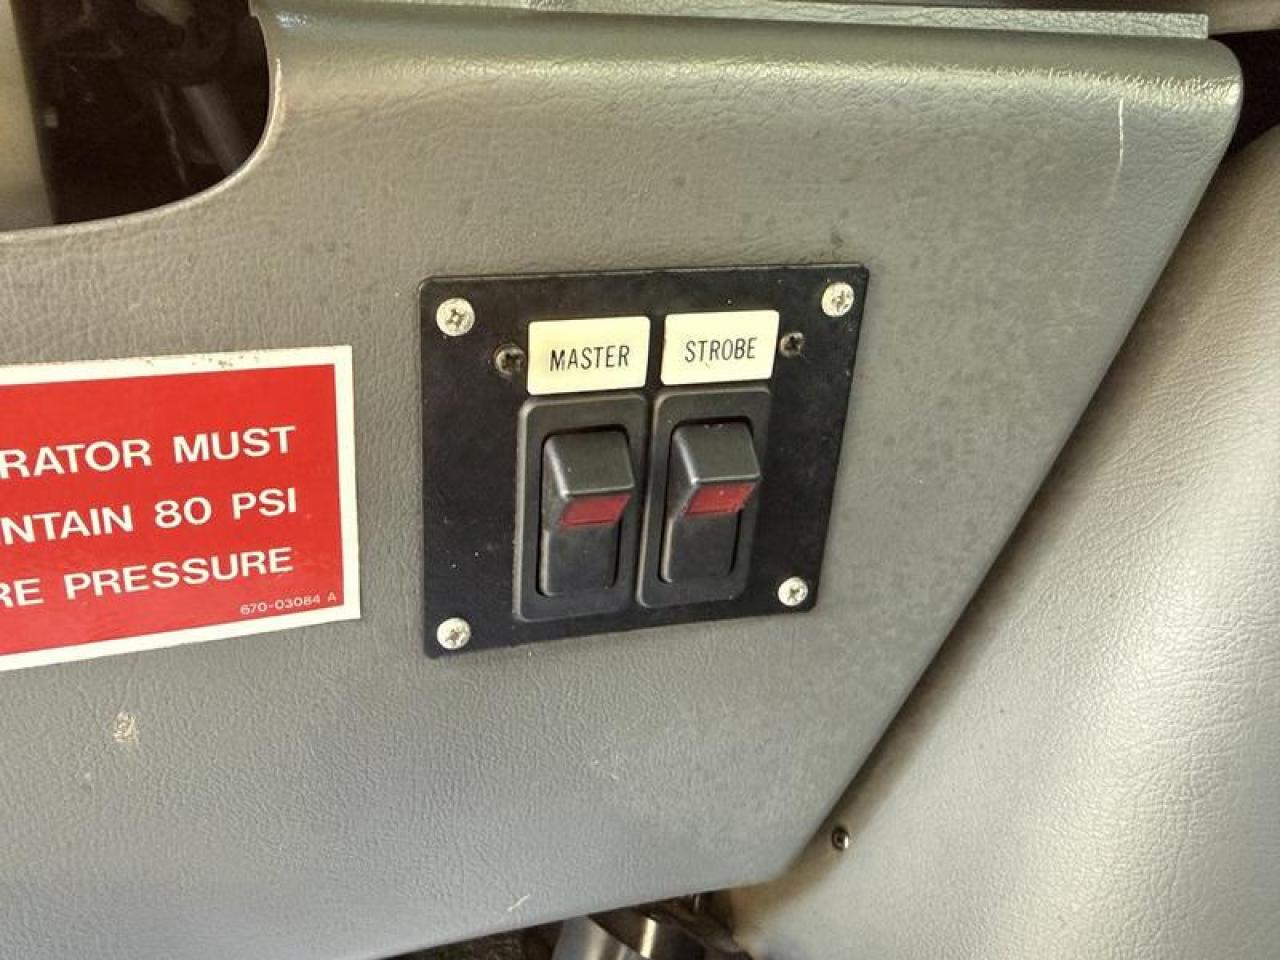 MASTER
STROBE
RATOR MUST
NTAIN 80 PSI
RE PRESSURE
670-03084 A